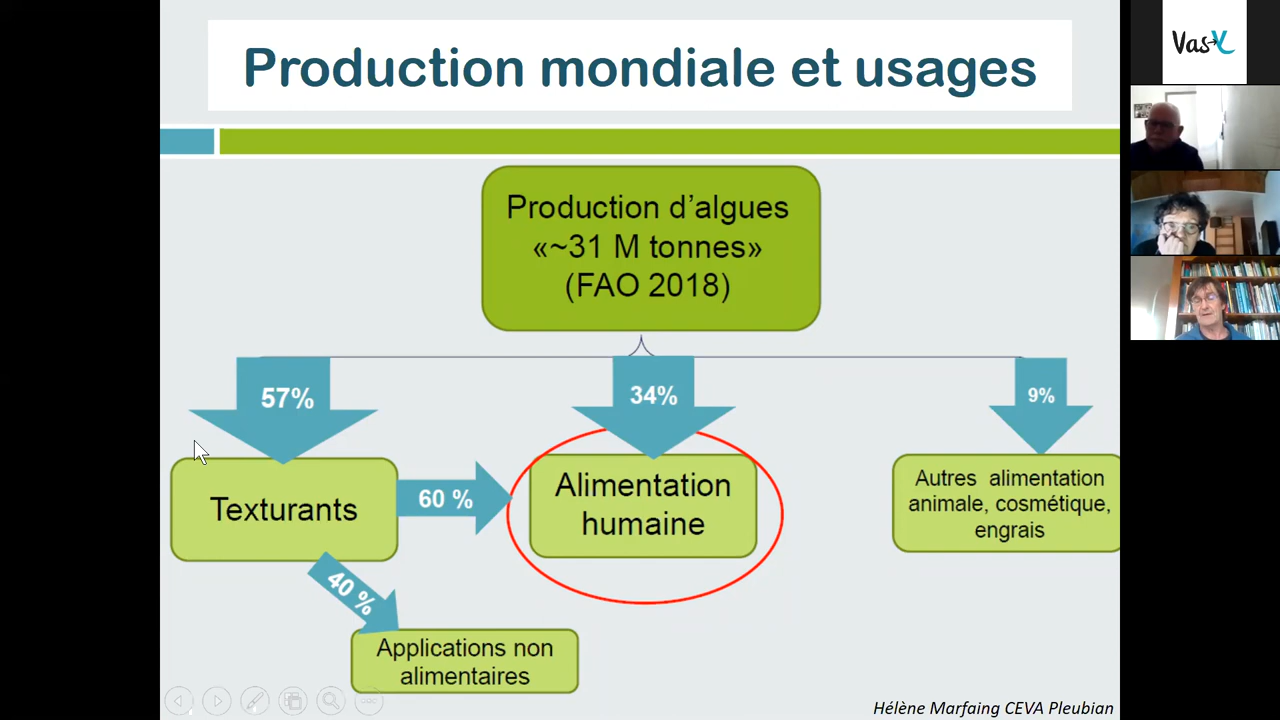 Production mondiale et usages
Production d’algues
«~31 M tonnes»
(FAO 2018)
57%
34%
9%
Texturants
60 %
Alimentation
humaine
Autres alimentation
animale, cosmétique,
engrais
40 %
Applications non
alimentaires
Hélène Marfaing CEVA Pleubian
Vas-Y